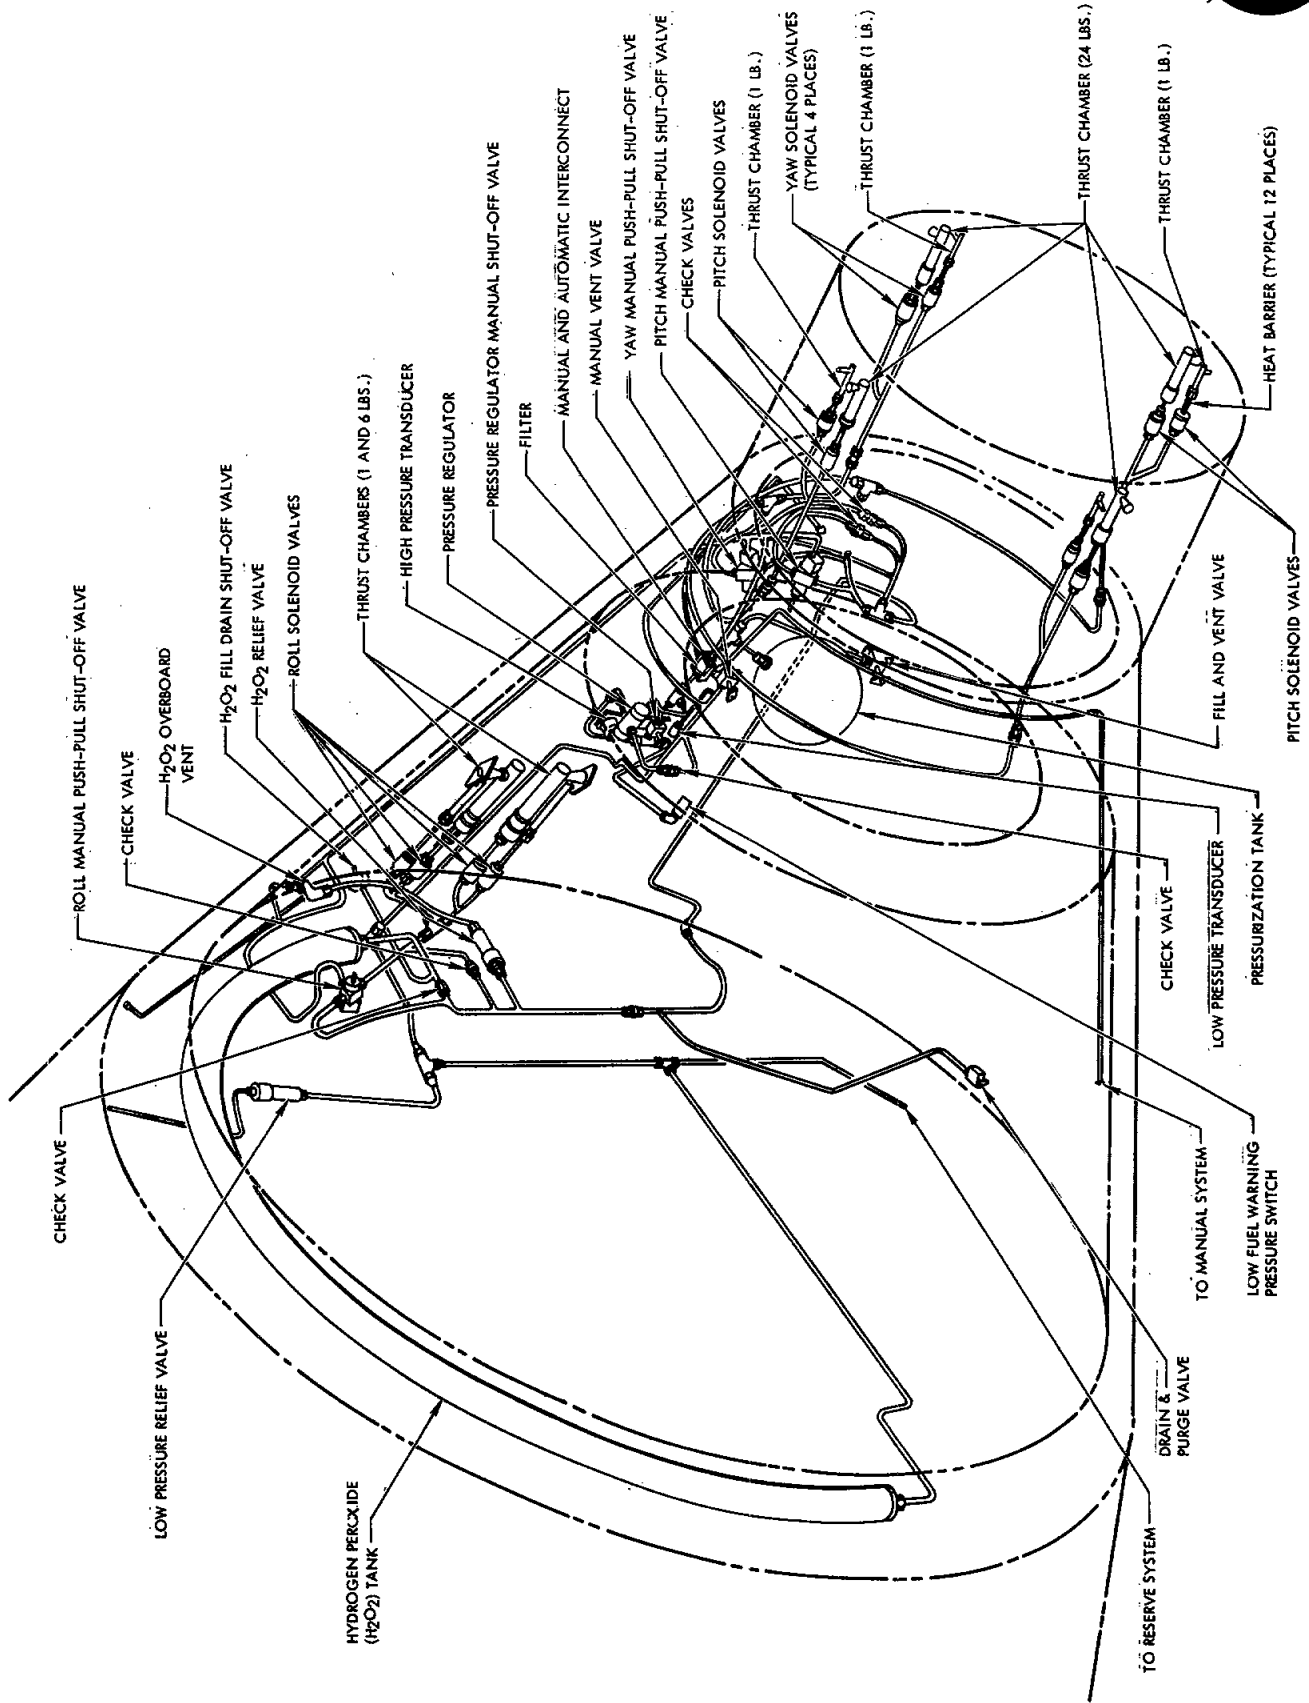 ROLL MANUAL PUSH-PULL SHUT-OFF VALVE
CHECK VALVE
H2O2 OVERBOARD
VENT
H2O2 FILL DRAIN SHUT-OFF VALVE
H2O2 RELIEF VALVE
ROLL SOLENOID VALVES
THRUST CHAMBERS (1 AND 6 LBS.)
HIGH PRESSURE TRANSDUCER
PRESSURE REGULATOR
PRESSURE REGULATOR MANUAL SHUT-OFF VALVE
FILTER
MANUAL AND AUTOMATIC INTERCONNECT
MANUAL VENT VALVE
YAW MANUAL PUSH-PULL SHUT-OFF VALVE
PITCH MANUAL PUSH-PULL SHUT-OFF VALVE
CHECK VALVES
PITCH SOLENOID VALVES
THRUST CHAMBER (1 LB.)
YAW SOLENOID VALVES
(TYPICAL 4 PLACES)
THRUST CHAMBER (1 LB.)
THRUST CHAMBER (24 LBS.)
THRUST CHAMBER (1 LB.)
HEAT BARRIER (TYPICAL 12 PLACES)
CHECK VALVE
LOW PRESSURE RELIEF VALVE
HYDROGEN PEROXIDE
(H2O2) TANK
TO RESERVE SYSTEM
DRAIN &
PURGE VALVE
TO MANUAL SYSTEM
LOW FUEL WARNING
PRESSURE SWITCH
CHECK VALVE
LOW PRESSURE TRANSDUCER
PRESSURIZATION TANK
FILL AND VENT VALVE
PITCH SOLENOID VALVES